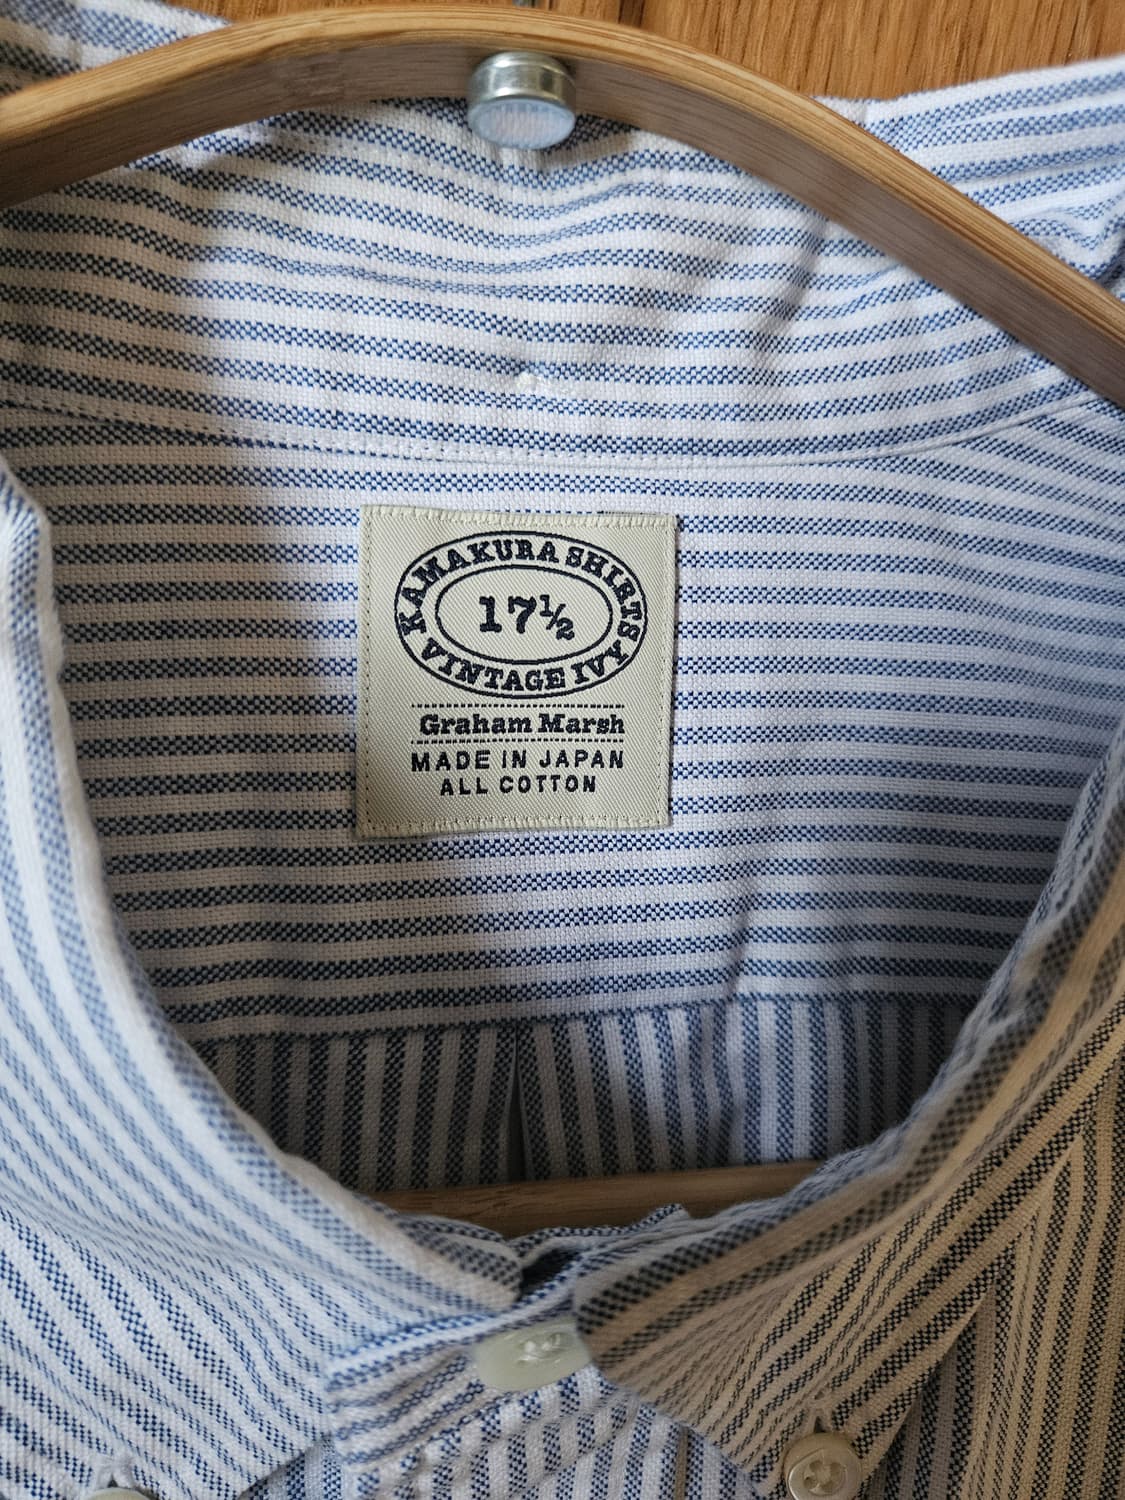 KAMAKURA SHIRTS
17½
VINTAGE IVY
Graham Marsh
MADE IN JAPAN
ALL COTTON